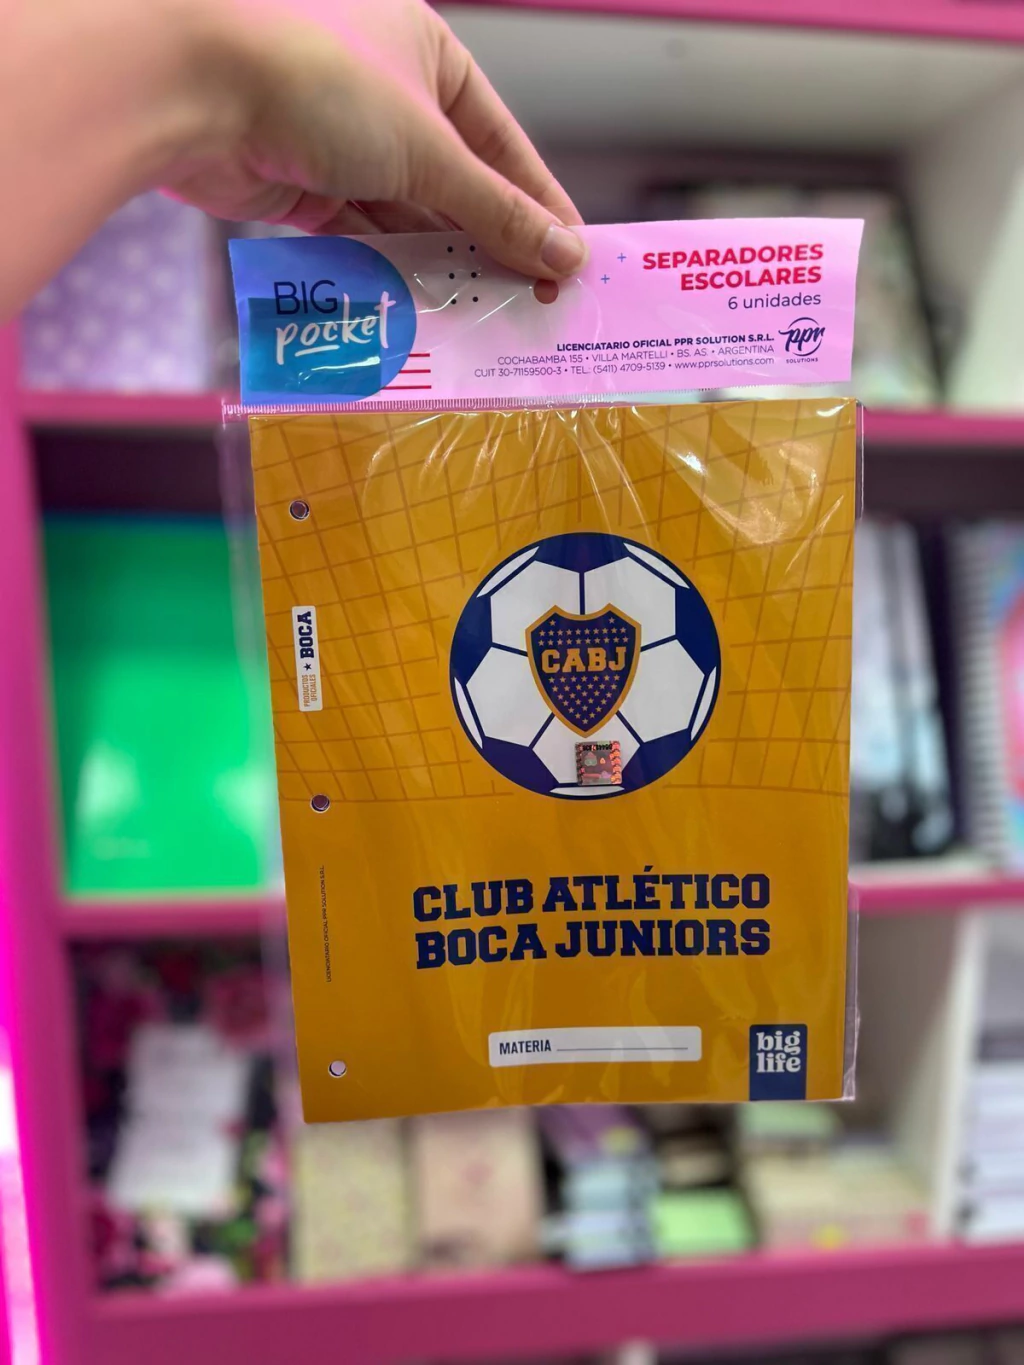 BIG
pocket
SEPARADORES
ESCOLARES
6 unidades
LICENCIATARIO OFICIAL PPR SOLUTION S.R.L.
COCHABAMBA 155 • VILLA MARTELLI • BS. AS. • ARGENTINA
CUIT 30-71159500-3 • TEL.: (5411) 4709-5139 • www.pprsolutions.com
ppr
SOLUTIONS
PRODUCTOS
OFICIALES
★ BOCA
CABJ
CLUB ATLÉTICO
BOCA JUNIORS
MATERIA
big
life